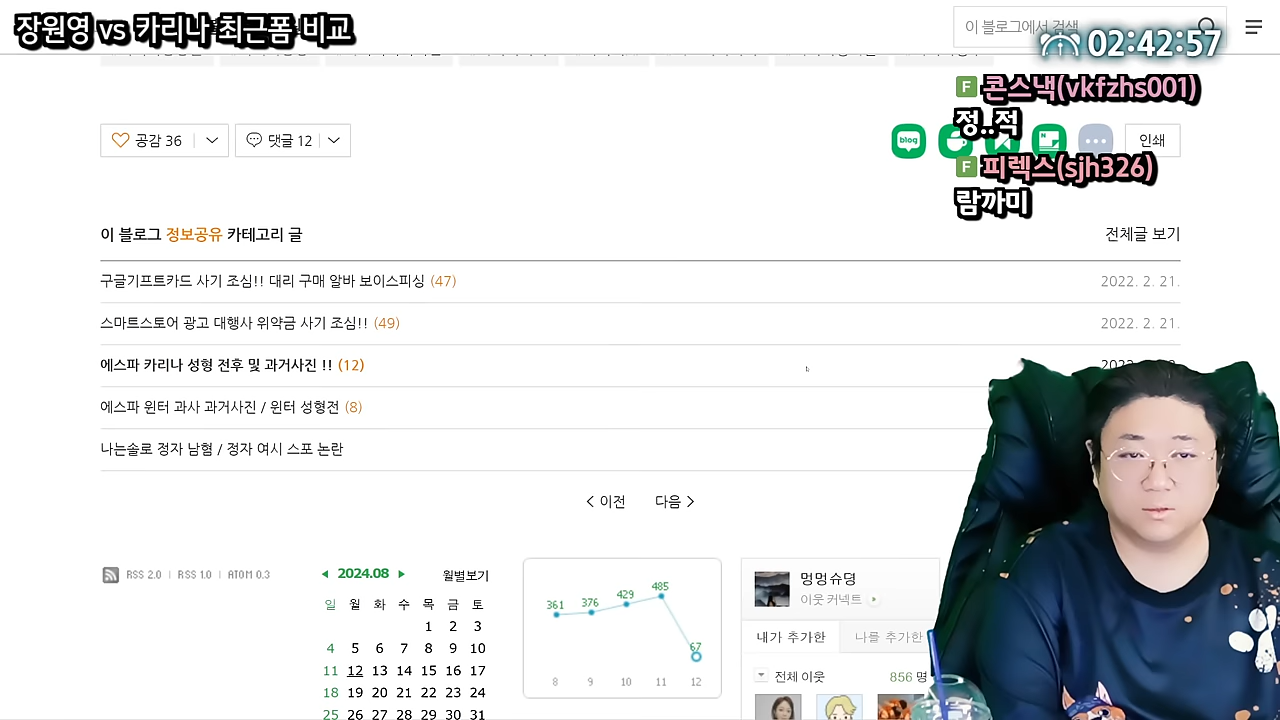 장원영 vs 카리나 최근폼 비교
이 블로그에서 검색
02:42:57
F 콘스낵(vkfzhs001)
정..적
F 피렉스(sjh326)
람까미
공감 36
댓글 12
blog
인쇄
이 블로그 정보공유 카테고리 글
전체글 보기
구글기프트카드 사기 조심!! 대리 구매 알바 보이스피싱 (47)
2022. 2. 21.
스마트스토어 광고 대행사 위약금 사기 조심!! (49)
2022. 2. 21.
에스파 카리나 성형 전후 및 과거사진 !! (12)
에스파 윈터 과사 과거사진 / 윈터 성형전 (8)
나는솔로 정자 남혐 / 정자 여시 스포 논란
< 이전
다음 >
RSS 2.0 | RSS 1.0 | ATOM 0.3
2024.08
월별보기
일 월 화 수 목 금 토
1 2 3
4 5 6 7 8 9 10
11 12 13 14 15 16 17
18 19 20 21 22 23 24
25 26 27 28 29 30 31
361 376 429 485 67
8 9 10 11 12
멍멍슈덩
이웃 커넥트
내가 추가한
나를 추가한
전체 이웃
856 명